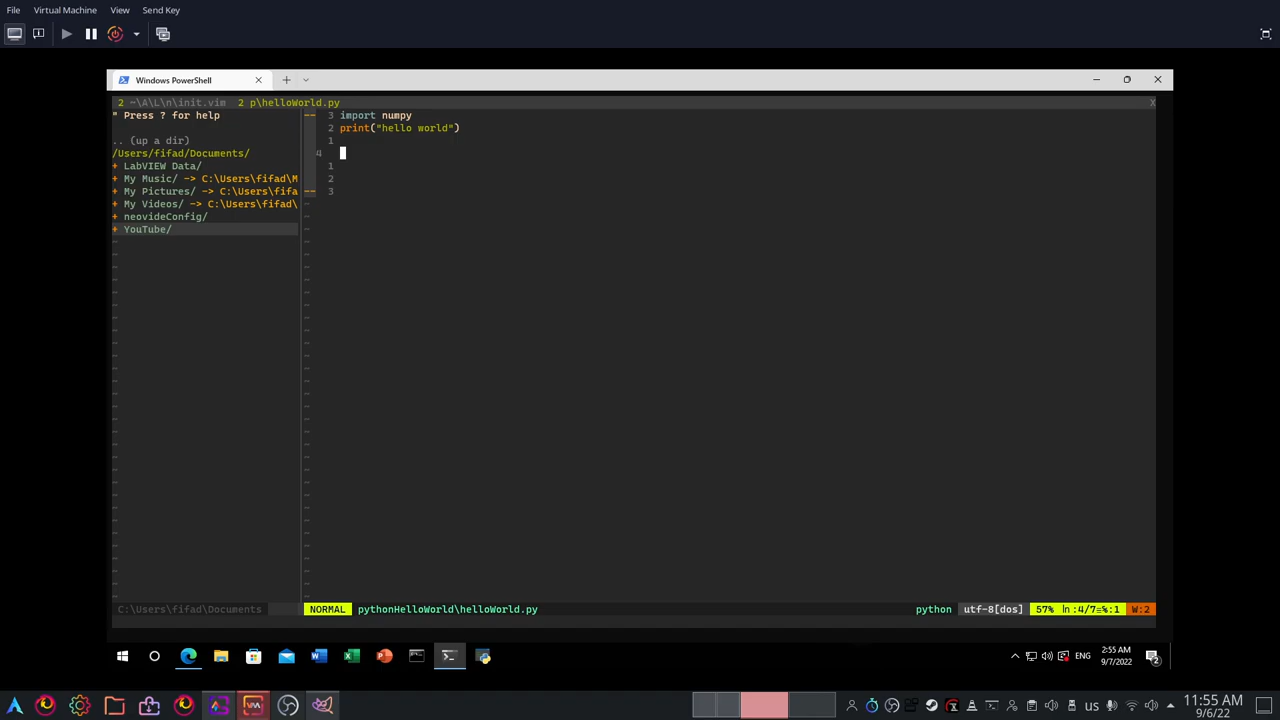 File Virtual Machine View Send Key
Windows PowerShell
2 ~\A\L\n\init.vim 2 p\helloWorld.py X
" Press ? for help
.. (up a dir)
/Users/fifad/Documents/
+ LabVIEW Data/
+ My Music/ -> C:\Users\fifad\M
+ My Pictures/ -> C:\Users\fifa
+ My Videos/ -> C:\Users\fifad\
+ neovideConfig/
+ YouTube/
-- 3 import numpy
2 print("hello world")
1
4
1
2
-- 3
C:\Users\fifad\Documents
NORMAL pythonHelloWorld\helloWorld.py python utf-8[dos] 57% ㏑:4/7≡℅:1 W:2
2:55 AM
9/7/2022
2
ENG
us
11:55 AM
9/6/22